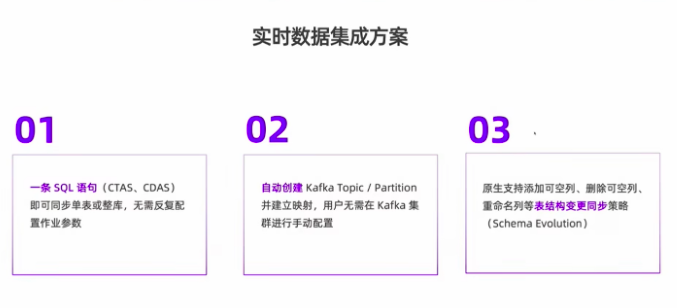 实时数据集成方案
01
一条 SQL 语句（CTAS、CDAS）
即可同步单表或整库，无需反复配
置作业参数
02
自动创建 Kafka Topic / Partition
并建立映射，用户无需在 Kafka 集
群进行手动配置
03
原生支持添加可空列、删除可空列、
重命名列等表结构变更同步策略
（Schema Evolution）